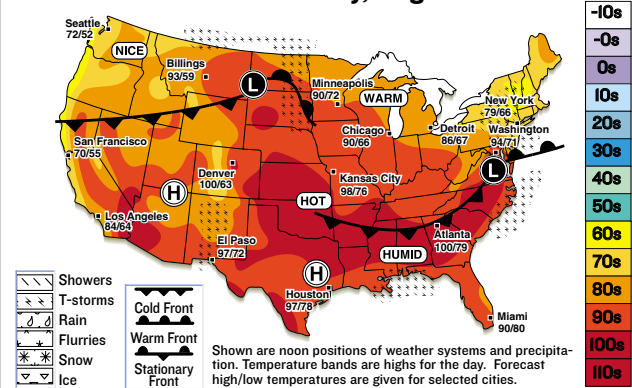 Seattle
72/52
NICE
Billings
93/59
L
Minneapolis
90/72
WARM
New York
79/66
San Francisco
70/55
Chicago
90/66
Detroit
86/67
Washington
94/71
Denver
100/63
Kansas City
98/76
L
H
HOT
Los Angeles
84/64
El Paso
97/72
Atlanta
100/79
HUMID
H
Houston
97/78
Miami
90/80
Showers
T-storms
Rain
Flurries
Snow
Ice
Cold Front
Warm Front
Stationary
Front
Shown are noon positions of weather systems and precipita-
tion. Temperature bands are highs for the day. Forecast
high/low temperatures are given for selected cities.
-10s
-0s
0s
10s
20s
30s
40s
50s
60s
70s
80s
90s
100s
110s